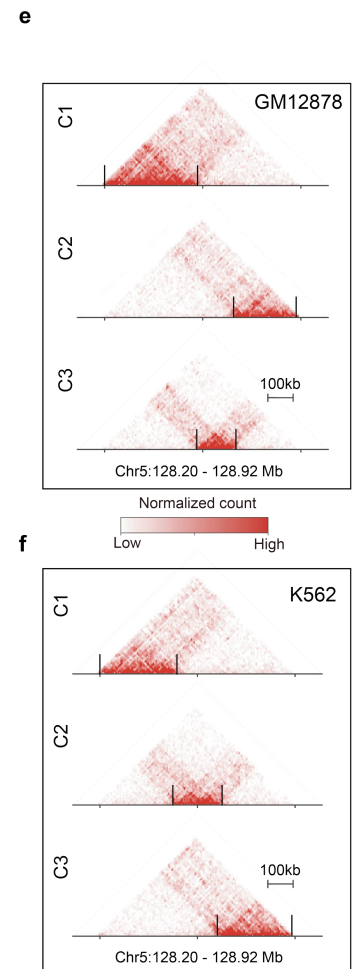 e
GM12878
C1
C2
C3
100kb
Chr5:128.20 - 128.92 Mb
Normalized count
Low High
f
K562
C1
C2
C3
100kb
Chr5:128.20 - 128.92 Mb